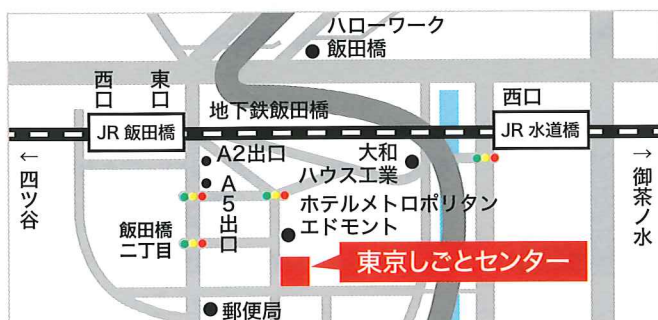 ハローワーク
飯田橋
西口
東口
地下鉄飯田橋
西口
JR 飯田橋
JR 水道橋
← 四ツ谷
→ 御茶ノ水
A2出口
A5出口
大和
ハウス工業
ホテルメトロポリタン
エドモント
飯田橋
二丁目
東京しごとセンター
郵便局